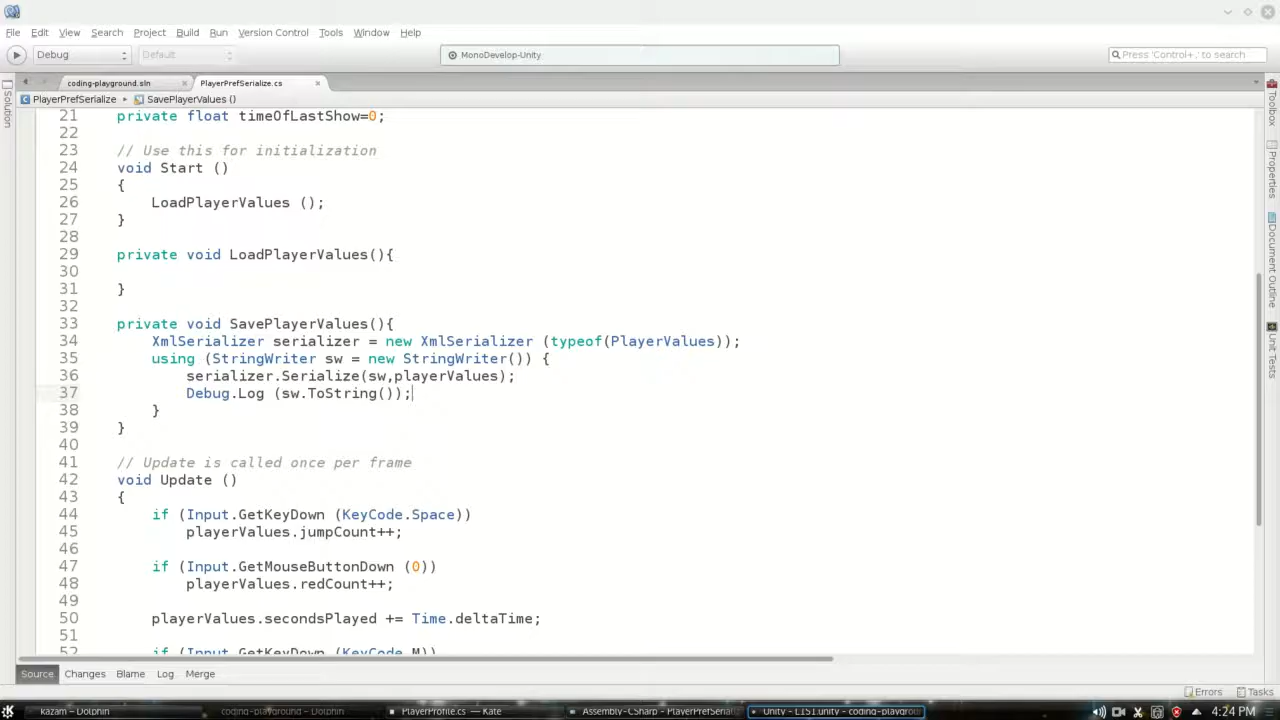 File Edit View Search Project Build Run Version Control Tools Window Help
Debug Default MonoDevelop-Unity Press 'Control+,' to search
coding-playground.sln PlayerPrefSerialize.cs
PlayerPrefSerialize SavePlayerValues ()
21 private float timeOfLastShow=0;
22
23 // Use this for initialization
24 void Start ()
25 {
26 LoadPlayerValues ();
27 }
28
29 private void LoadPlayerValues(){
30
31 }
32
33 private void SavePlayerValues(){
34 XmlSerializer serializer = new XmlSerializer (typeof(PlayerValues));
35 using (StringWriter sw = new StringWriter()) {
36 serializer.Serialize(sw,playerValues);
37 Debug.Log (sw.ToString());
38 }
39 }
40
41 // Update is called once per frame
42 void Update ()
43 {
44 if (Input.GetKeyDown (KeyCode.Space))
45 playerValues.jumpCount++;
46
47 if (Input.GetMouseButtonDown (0))
48 playerValues.redCount++;
49
50 playerValues.secondsPlayed += Time.deltaTime;
51
52 if (Input.GetKeyDown (KeyCode.M))
Solution
Toolbox
Properties
Document Outline
Unit Tests
Source Changes Blame Log Merge
Errors Tasks
kazam — Dolphin coding-playground — Dolphin PlayerProfile.cs — Kate Assembly-CSharp - PlayerPrefSerial Unity - L1S1.unity - coding-playgrou 4:24 PM